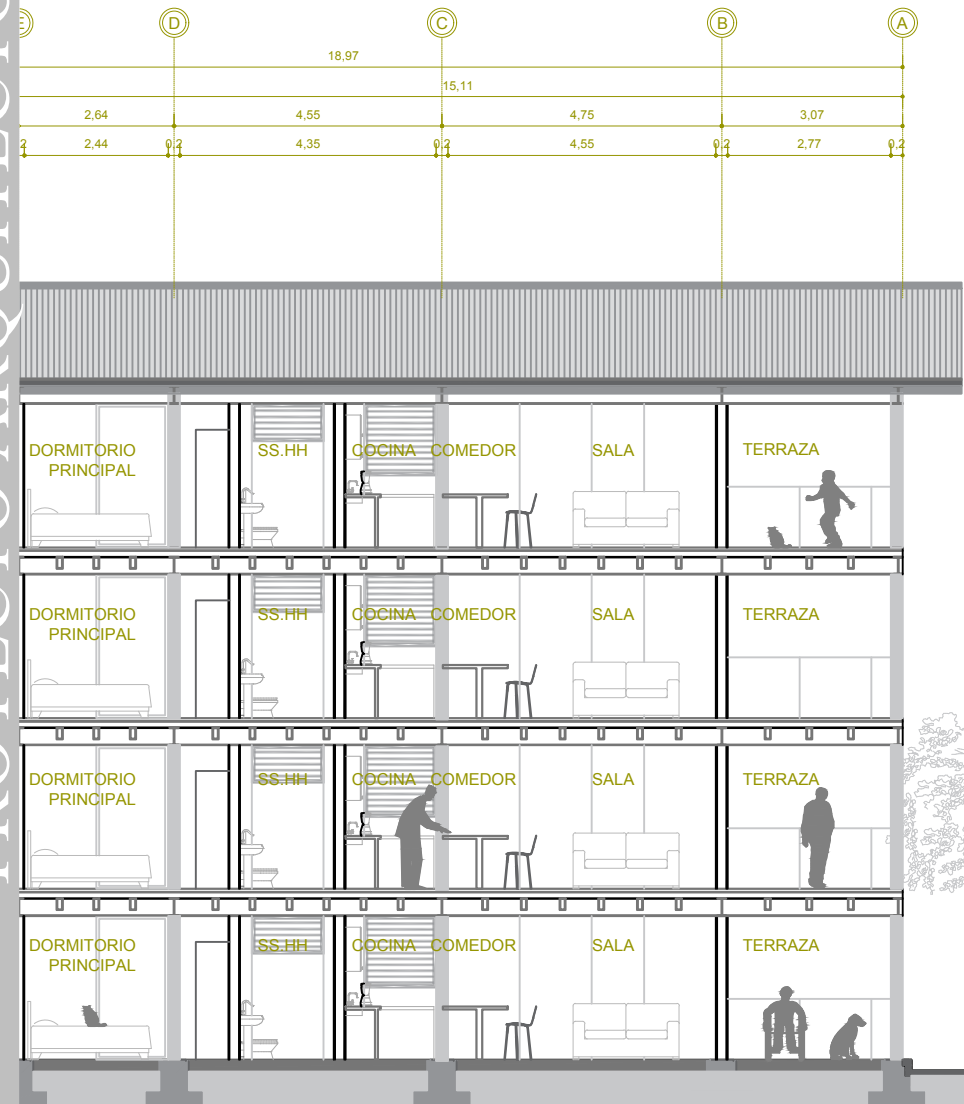 E D C B A
18,97
15,11
2,64 4,55 4,75 3,07
2 2,44 0,2 4,35 0,2 4,55 0,2 2,77 0,2
DORMITORIO SS.HH COCINA COMEDOR SALA TERRAZA
PRINCIPAL
DORMITORIO SS.HH COCINA COMEDOR SALA TERRAZA
PRINCIPAL
DORMITORIO SS.HH COCINA COMEDOR SALA TERRAZA
PRINCIPAL
DORMITORIO SS.HH COCINA COMEDOR SALA TERRAZA
PRINCIPAL